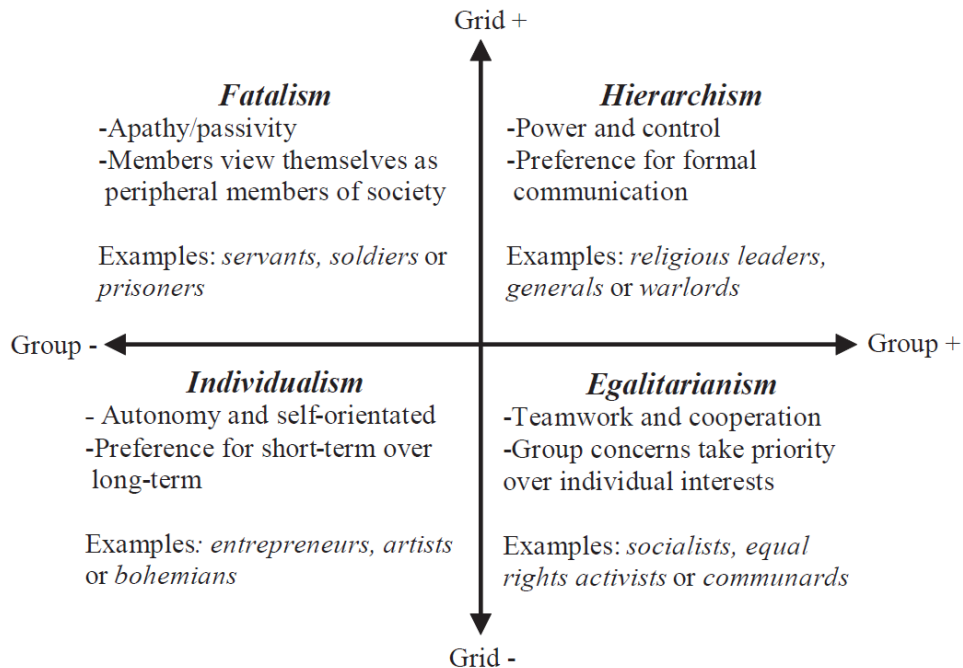 Grid +
Fatalism
-Apathy/passivity
-Members view themselves as
peripheral members of society
Examples: servants, soldiers or
prisoners
Hierarchism
-Power and control
-Preference for formal
communication
Examples: religious leaders,
generals or warlords
Group -
Group +
Individualism
- Autonomy and self-orientated
-Preference for short-term over
long-term
Examples: entrepreneurs, artists
or bohemians
Egalitarianism
-Teamwork and cooperation
-Group concerns take priority
over individual interests
Examples: socialists, equal
rights activists or communards
Grid -